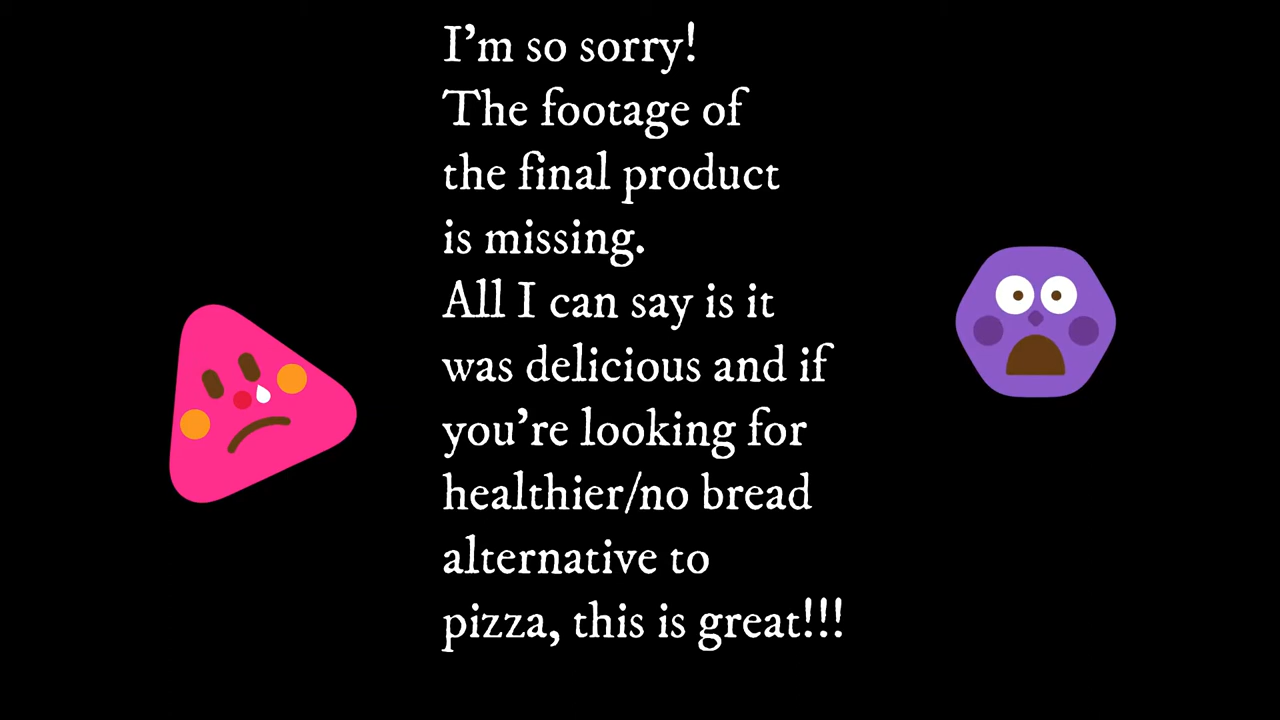 I'm so sorry!
The footage of
the final product
is missing.
All I can say is it
was delicious and if
you're looking for
healthier/no bread
alternative to
pizza, this is great!!!